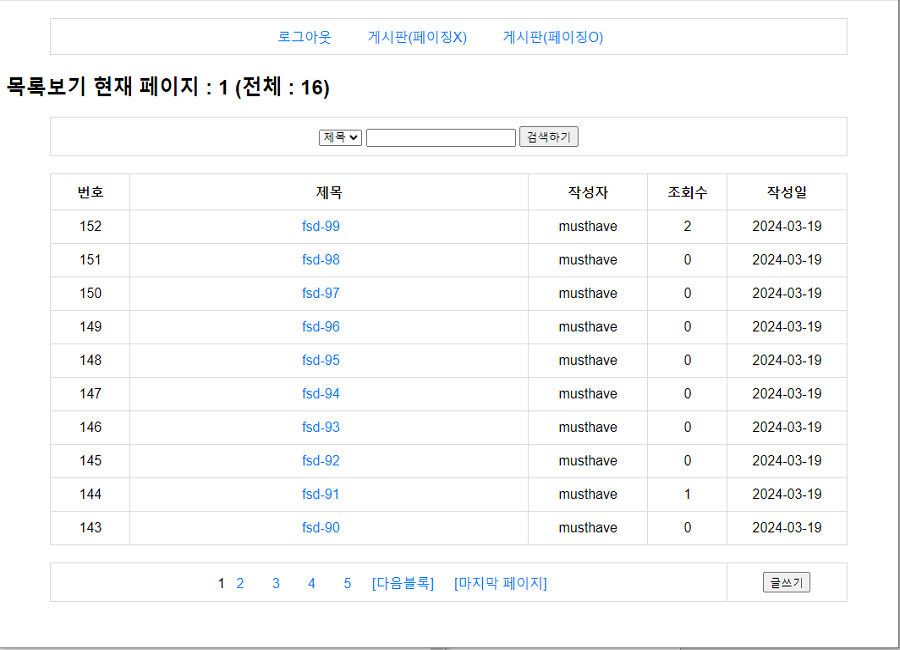 로그아웃 게시판(페이징X) 게시판(페이징O)
목록보기 현재 페이지 : 1 (전체 : 16)
제목 검색하기
번호 제목 작성자 조회수 작성일
152 fsd-99 musthave 2 2024-03-19
151 fsd-98 musthave 0 2024-03-19
150 fsd-97 musthave 0 2024-03-19
149 fsd-96 musthave 0 2024-03-19
148 fsd-95 musthave 0 2024-03-19
147 fsd-94 musthave 0 2024-03-19
146 fsd-93 musthave 0 2024-03-19
145 fsd-92 musthave 0 2024-03-19
144 fsd-91 musthave 1 2024-03-19
143 fsd-90 musthave 0 2024-03-19
1 2 3 4 5 [다음블록] [마지막 페이지] 글쓰기